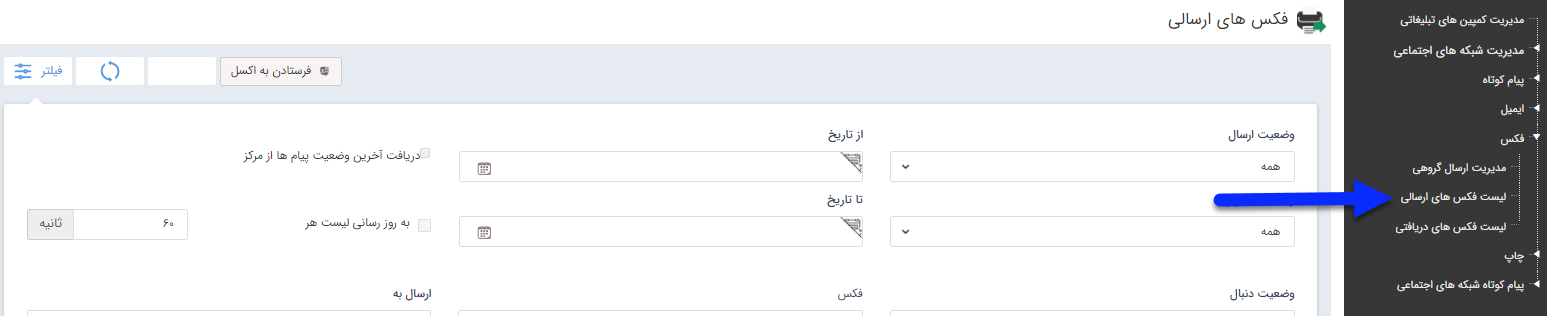 فکس های ارسالی
فرستادن به اکسل
فیلتر
وضعیت ارسال
همه
از تاریخ
دریافت آخرین وضعیت پیام ها از مرکز
همه
تا تاریخ
به روز رسانی لیست هر
۶۰
ثانیه
وضعیت دنبال
فکس
ارسال به
مدیریت کمپین های تبلیغاتی
مدیریت شبکه های اجتماعی
پیام کوتاه
ایمیل
فکس
مدیریت ارسال گروهی
لیست فکس های ارسالی
لیست فکس های دریافتی
چاپ
پیام کوتاه شبکه های اجتماعی